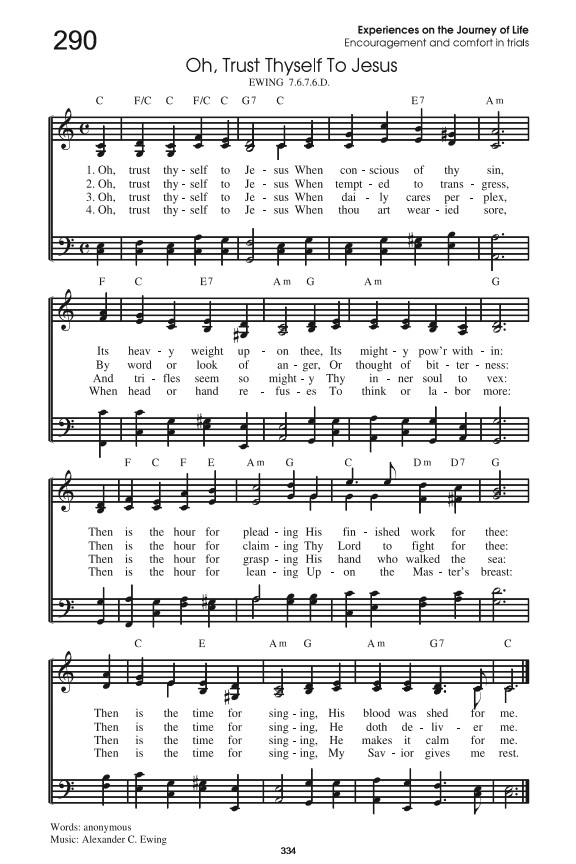 290
Experiences on the Journey of Life
Encouragement and comfort in trials
Oh, Trust Thyself To Jesus
EWING 7.6.7.6.D.
C F/C C F/C C G7 C E7 Am
1. Oh, trust thy - self to Je - sus When con - scious of thy sin,
2. Oh, trust thy - self to Je - sus When tempt - ed to trans - gress,
3. Oh, trust thy - self to Je - sus When dai - ly cares per - plex,
4. Oh, trust thy - self to Je - sus When thou art wear - ied sore,
F C E7 Am G Am G
Its heav - y weight up - on thee, Its might - y pow'r with - in:
By word or look of an - ger, Or thought of bit - ter - ness:
And tri - fles seem so might - y Thy in - ner soul to vex:
When head or hand re - fus - es To think or la - bor more:
F C F E Am G C Dm D7 G
Then is the hour for plead - ing His fin - ished work for thee:
Then is the hour for claim - ing Thy Lord to fight for thee:
Then is the hour for grasp - ing His hand who walked the sea:
Then is the hour for lean - ing Up - on the Mas - ter's breast:
C E Am G Am G7 C
Then is the time for sing - ing, His blood was shed for me.
Then is the time for sing - ing, He doth de - liv - er me.
Then is the time for sing - ing, He makes it calm for me.
Then is the time for sing - ing, My Sav - ior gives me rest.
Words: anonymous
Music: Alexander C. Ewing
334